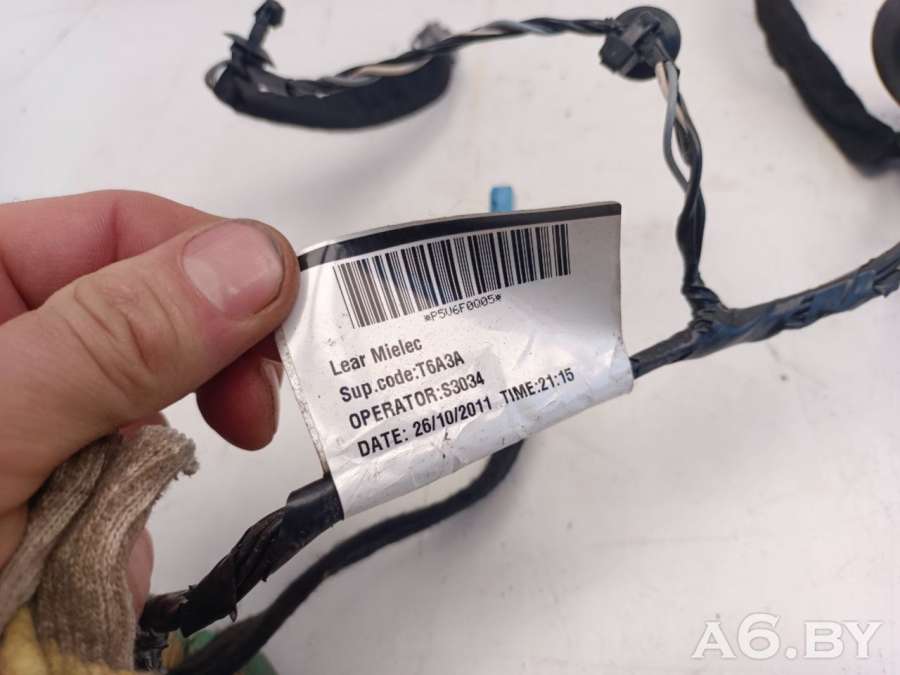 *P5U6F0005*
Lear Mielec
Sup.code:T6A3A
OPERATOR:S3034
DATE: 26/10/2011 TIME:21:15
A6.BY